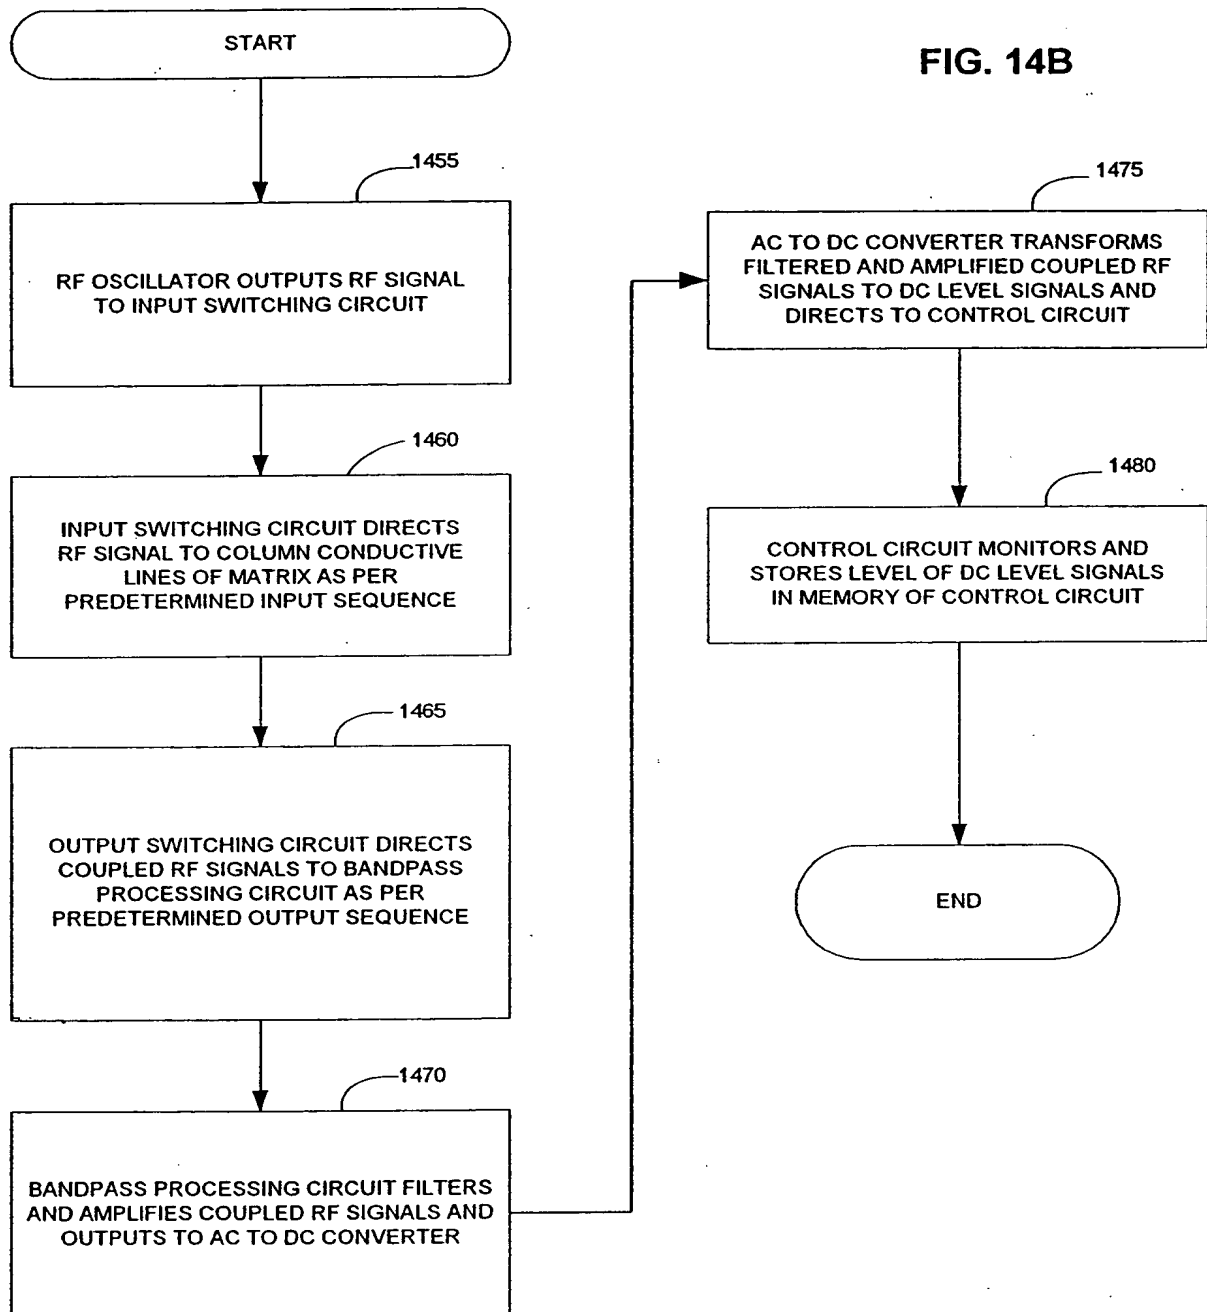 START
FIG. 14B
1455
RF OSCILLATOR OUTPUTS RF SIGNAL
TO INPUT SWITCHING CIRCUIT
1460
INPUT SWITCHING CIRCUIT DIRECTS
RF SIGNAL TO COLUMN CONDUCTIVE
LINES OF MATRIX AS PER
PREDETERMINED INPUT SEQUENCE
1465
OUTPUT SWITCHING CIRCUIT DIRECTS
COUPLED RF SIGNALS TO BANDPASS
PROCESSING CIRCUIT AS PER
PREDETERMINED OUTPUT SEQUENCE
1470
BANDPASS PROCESSING CIRCUIT FILTERS
AND AMPLIFIES COUPLED RF SIGNALS AND
OUTPUTS TO AC TO DC CONVERTER
1475
AC TO DC CONVERTER TRANSFORMS
FILTERED AND AMPLIFIED COUPLED RF
SIGNALS TO DC LEVEL SIGNALS AND
DIRECTS TO CONTROL CIRCUIT
1480
CONTROL CIRCUIT MONITORS AND
STORES LEVEL OF DC LEVEL SIGNALS
IN MEMORY OF CONTROL CIRCUIT
END